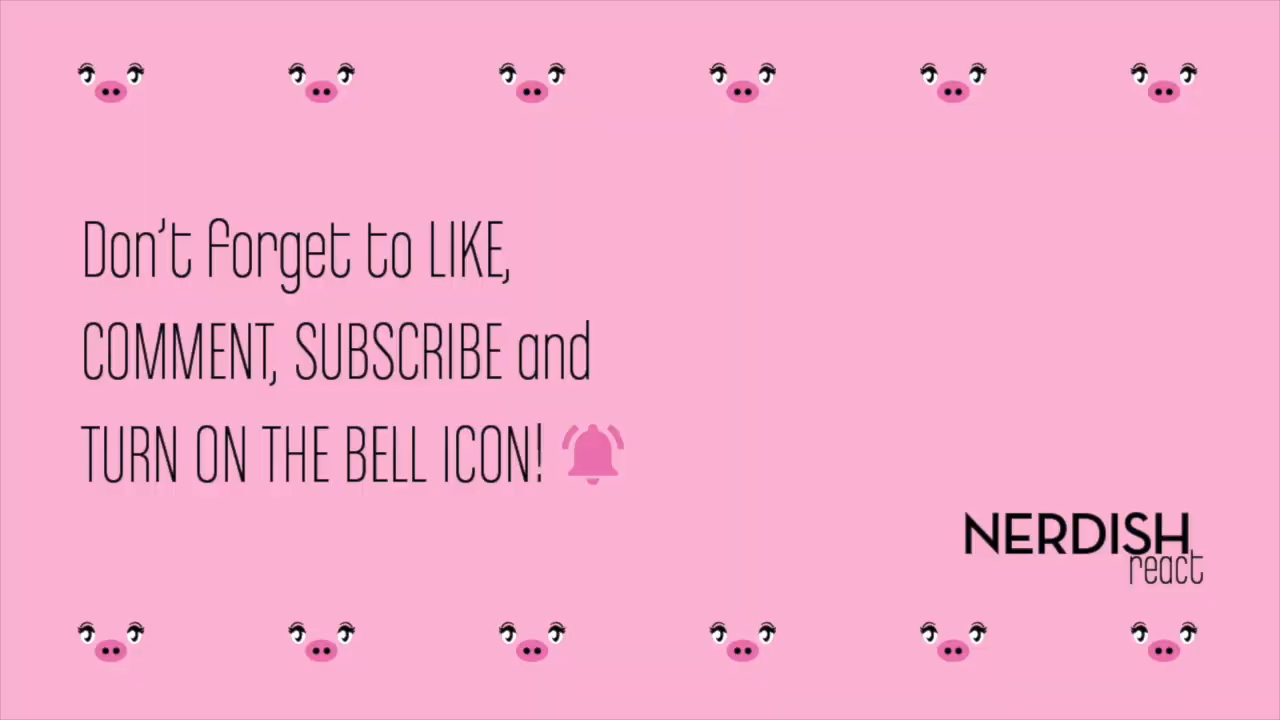 Don't forget to LIKE,
COMMENT, SUBSCRIBE and
TURN ON THE BELL ICON!
NERDISH
react